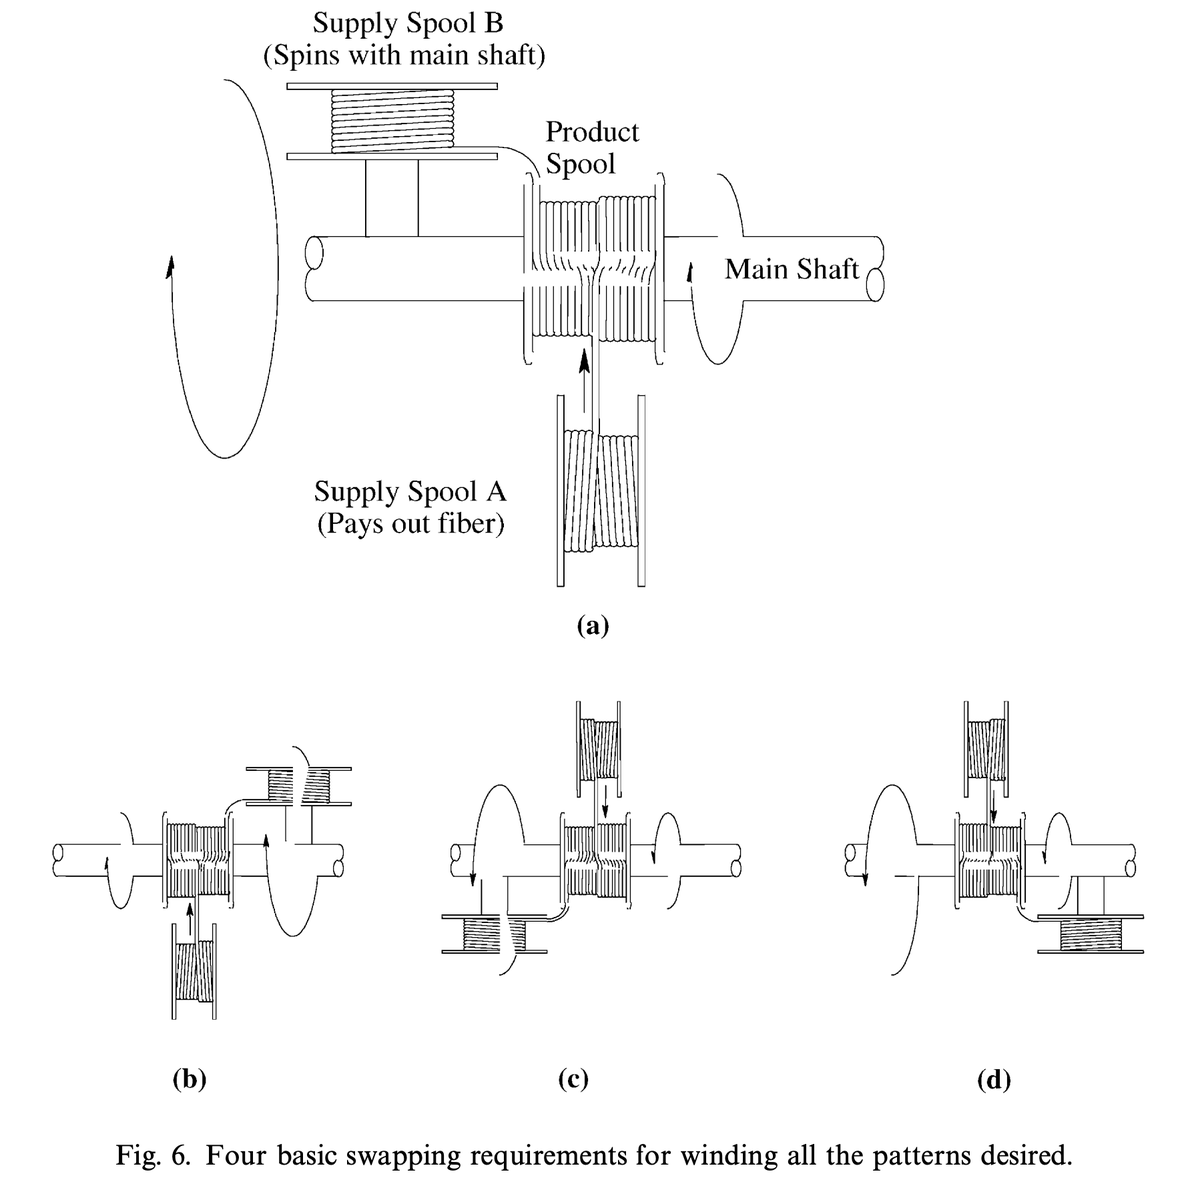 Supply Spool B
(Spins with main shaft)
Product
Spool
Main Shaft
Supply Spool A
(Pays out fiber)
(a)
(b)
(c)
(d)
Fig. 6. Four basic swapping requirements for winding all the patterns desired.